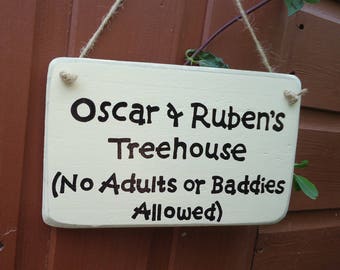 Oscar & Ruben's
Treehouse
(No Adults or Baddies
Allowed)